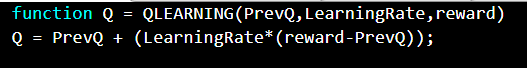 function Q = QLEARNING(PrevQ,LearningRate,reward)
Q = PrevQ + (LearningRate*(reward-PrevQ));